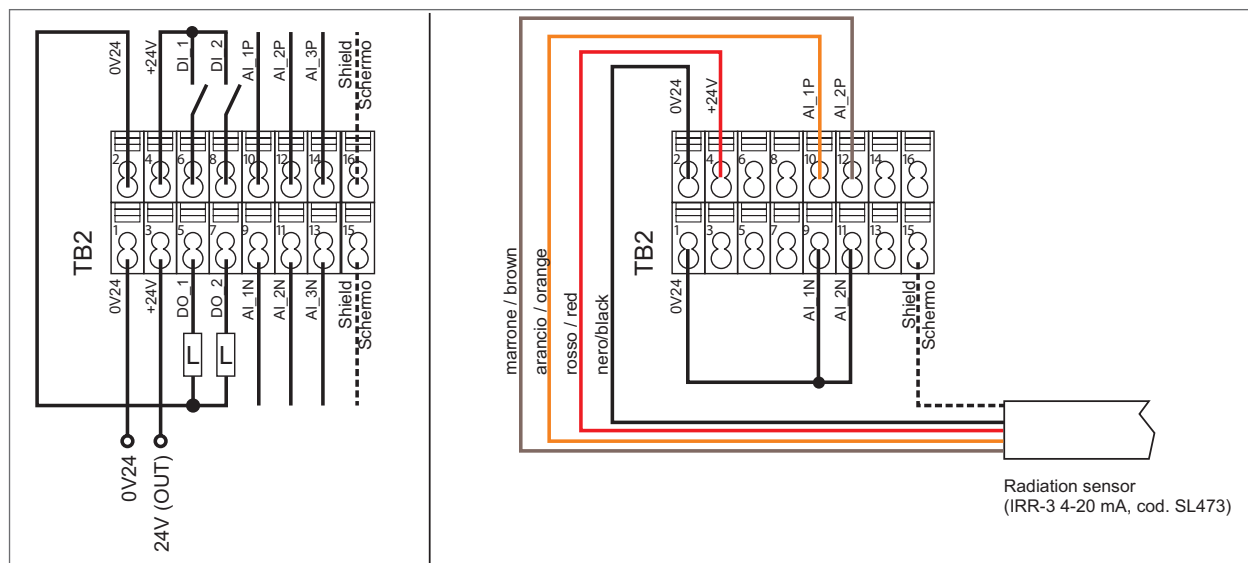 0V24
+24V
DI_1
DI_2
AI_1P
AI_2P
AI_3P
Shield
Schermo
2
4
6
8
10
12
14
16
TB2
1
3
5
7
9
11
13
15
0V24
+24V
DO_1
DO_2
AI_1N
AI_2N
AI_3N
Shield
Schermo
L
L
0V24
24V (OUT)
marrone / brown
arancio / orange
rosso / red
nero/black
0V24
+24V
AI_1P
AI_2P
2
4
6
8
10
12
14
16
TB2
1
3
5
7
9
11
13
15
0V24
AI_1N
AI_2N
Shield
Schermo
Radiation sensor
(IRR-3 4-20 mA, cod. SL473)